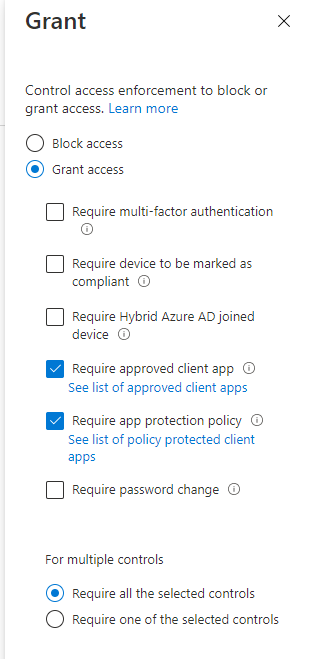 Grant
Control access enforcement to block or
grant access. Learn more
Block access
Grant access
Require multi-factor authentication
Require device to be marked as
compliant
Require Hybrid Azure AD joined
device
Require approved client app
See list of approved client apps
Require app protection policy
See list of policy protected client
apps
Require password change
For multiple controls
Require all the selected controls
Require one of the selected controls